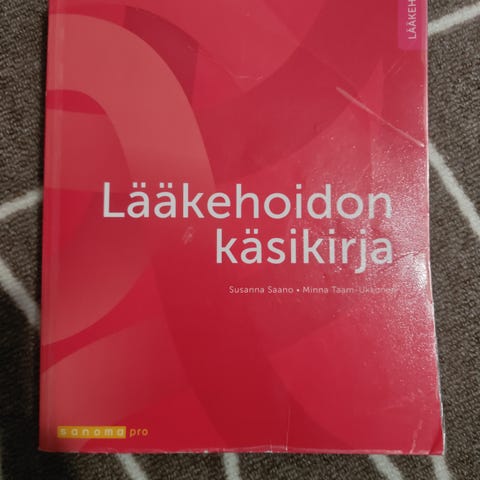 LÄÄKEH
Lääkehoidon
käsikirja
Susanna Saano • Minna Taam-Ukkonen
sanoma pro